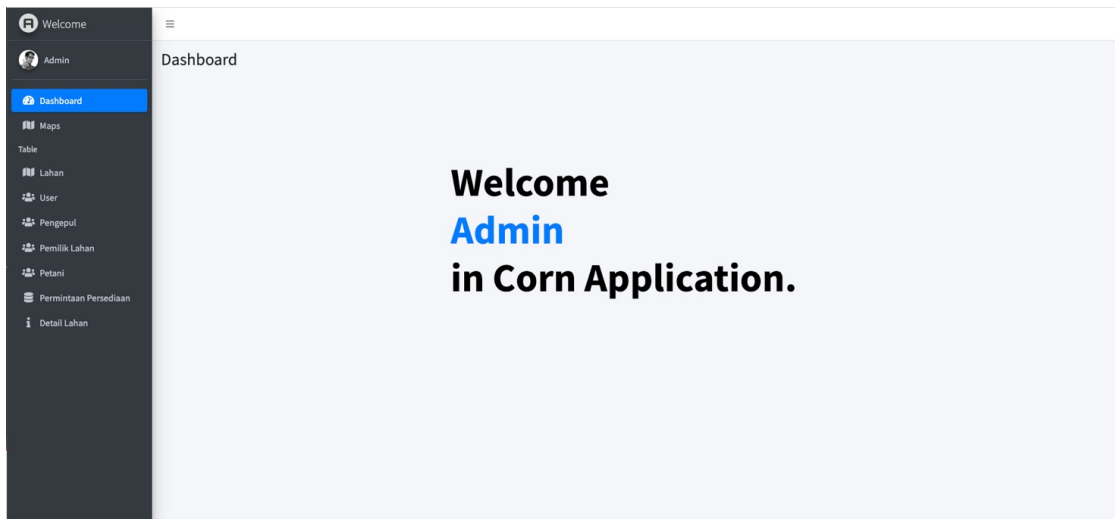 Welcome
Admin
Dashboard
Maps
Table
Lahan
User
Pengepul
Pemilik Lahan
Petani
Permintaan Persediaan
Detail Lahan
Dashboard
Welcome
Admin
in Corn Application.